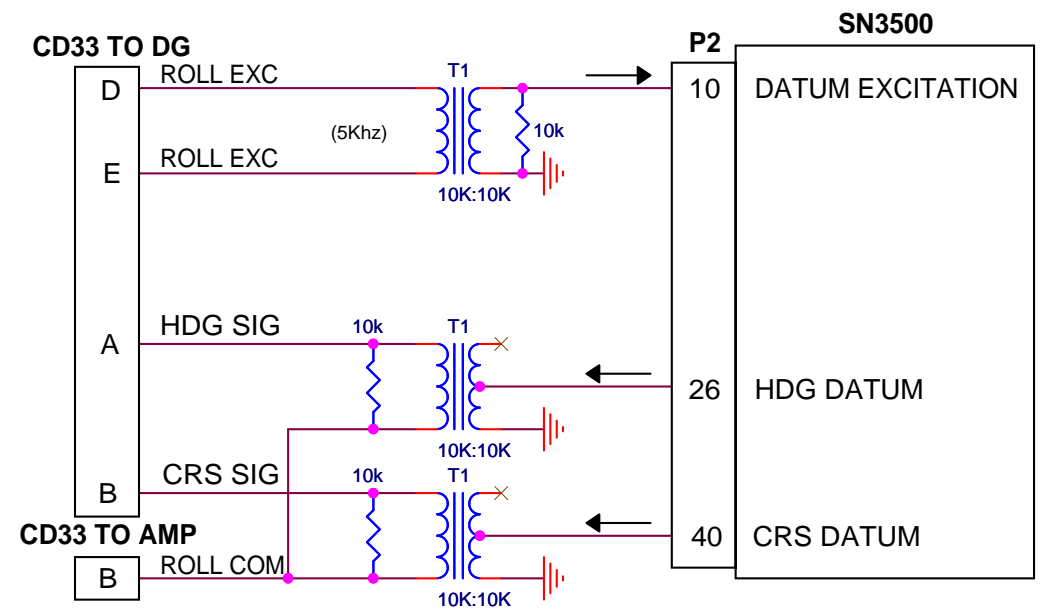 SN3500
P2
CD33 TO DG
D
ROLL EXC
T1
10
DATUM EXCITATION
(5Khz)
10k
E
ROLL EXC
10K:10K
A
HDG SIG
10k
T1
26
HDG DATUM
10K:10K
B
CRS SIG
10k
T1
40
CRS DATUM
CD33 TO AMP
B
ROLL COM
10K:10K